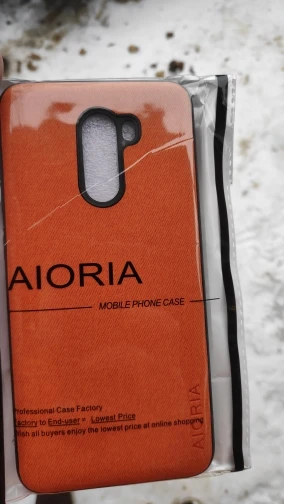 AIORIA
MOBILE PHONE CASE
Professional Case Factory
Factory to End-user = Lowest Price
Wish all buyers enjoy the lowest price at online shopping
AIORIA